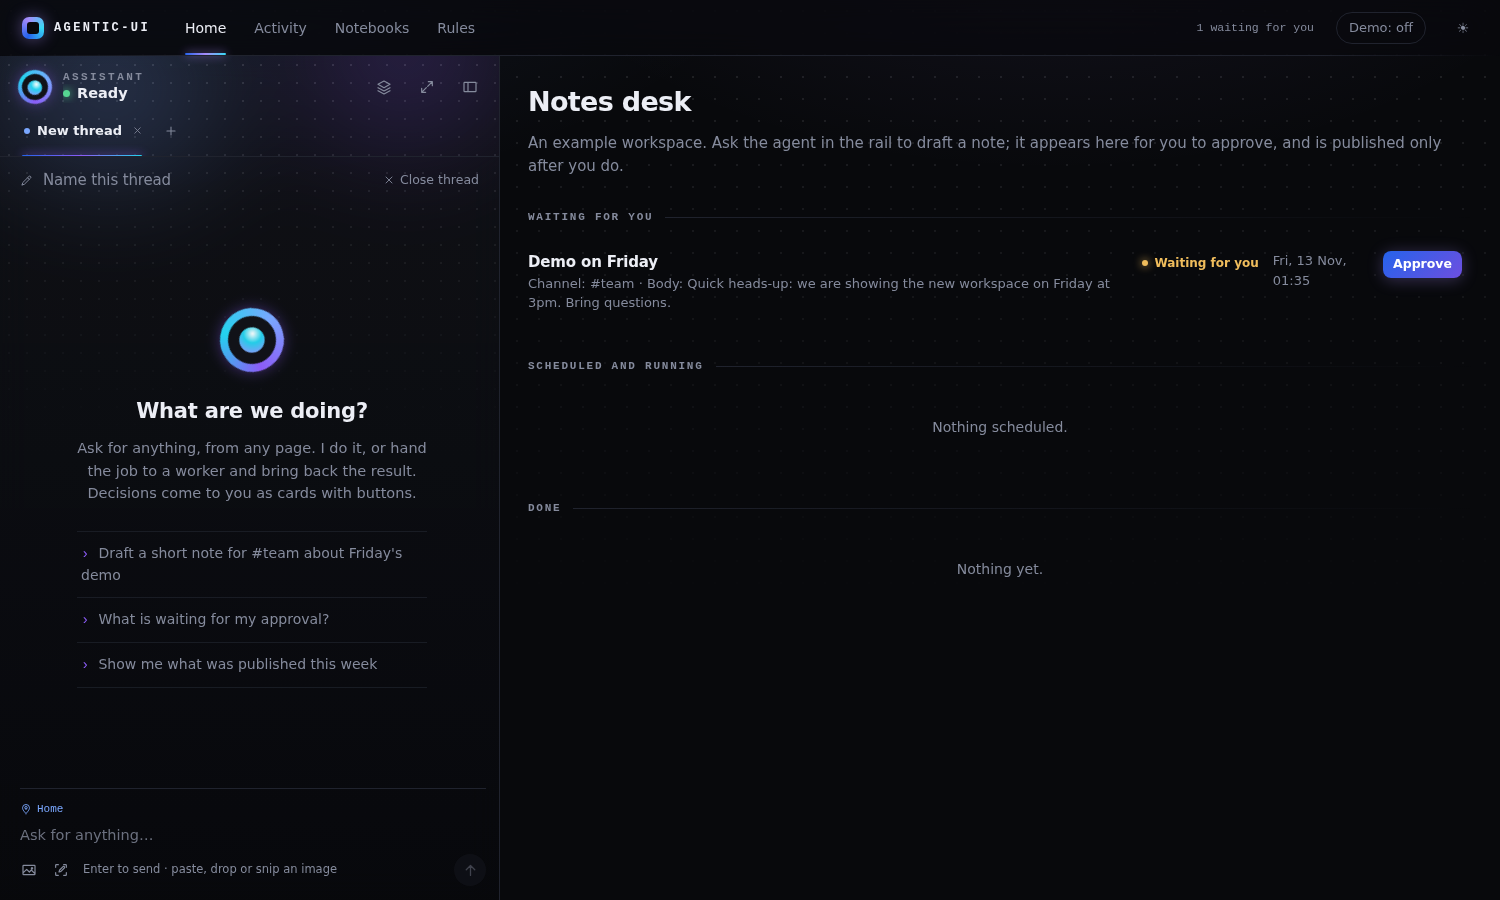 AGENTIC-UI
Home Activity Notebooks Rules
1 waiting for you
Demo: off
ASSISTANT
Ready
New thread
Name this thread
Close thread
What are we doing?
Ask for anything, from any page. I do it, or hand
the job to a worker and bring back the result.
Decisions come to you as cards with buttons.
› Draft a short note for #team about Friday's
demo
› What is waiting for my approval?
› Show me what was published this week
Home
Ask for anything...
Enter to send · paste, drop or snip an image
Notes desk
An example workspace. Ask the agent in the rail to draft a note; it appears here for you to approve, and is published only
after you do.
WAITING FOR YOU
Demo on Friday
Channel: #team · Body: Quick heads-up: we are showing the new workspace on Friday at
3pm. Bring questions.
Waiting for you
Fri, 13 Nov,
01:35
Approve
SCHEDULED AND RUNNING
Nothing scheduled.
DONE
Nothing yet.